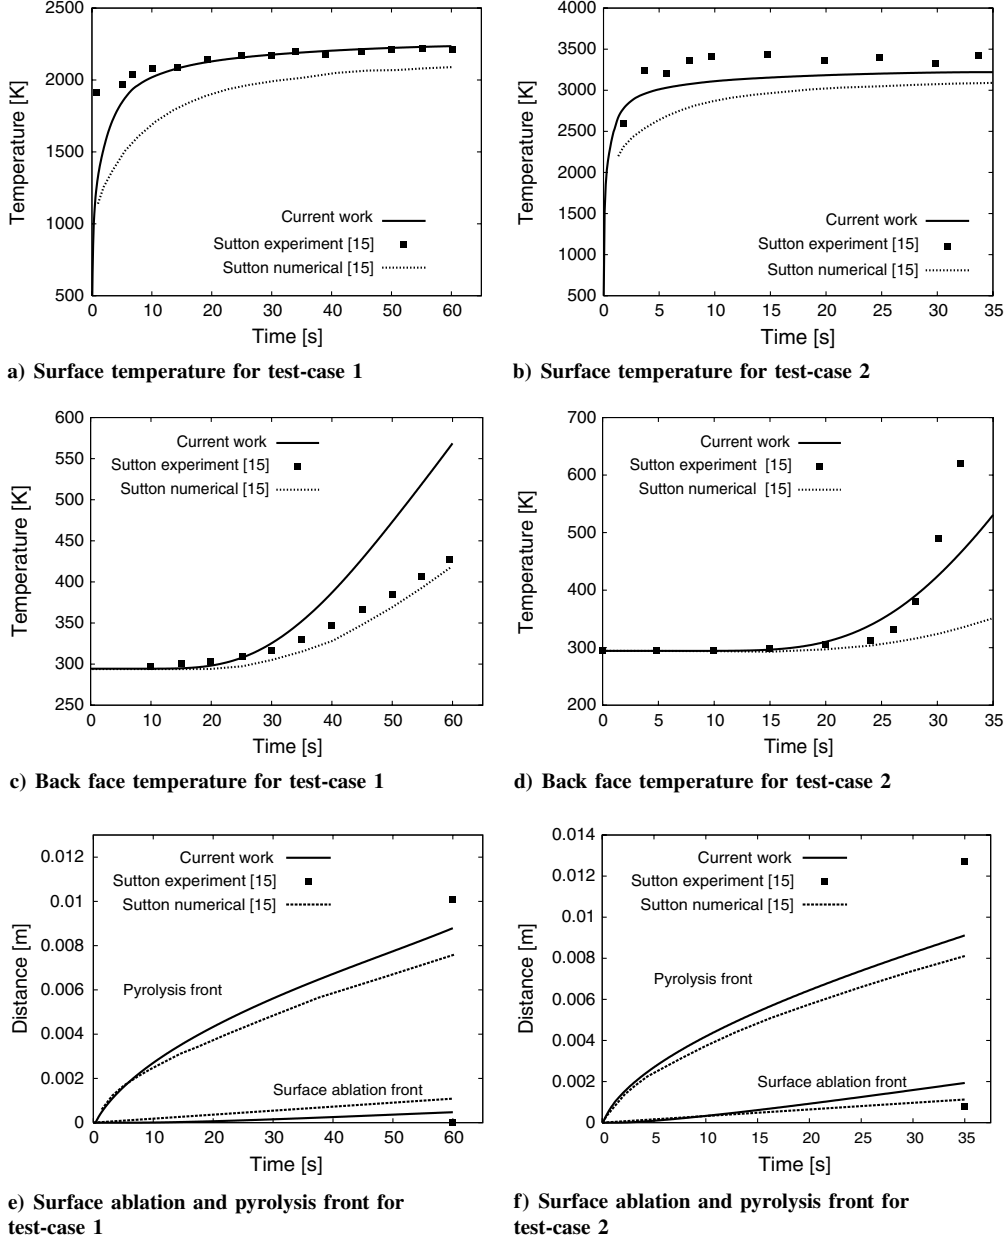 2500
2000
1500
1000
500
Temperature [K]
Current work
Sutton experiment [15]
Sutton numerical [15]
0
10
20
30
40
50
60
Time [s]
a) Surface temperature for test-case 1
4000
3500
3000
2500
2000
1500
1000
500
Temperature [K]
Current work
Sutton experiment [15]
Sutton numerical [15]
0
5
10
15
20
25
30
35
Time [s]
b) Surface temperature for test-case 2
600
550
500
450
400
350
300
250
Temperature [K]
Current work
Sutton experiment [15]
Sutton numerical [15]
0
10
20
30
40
50
60
Time [s]
c) Back face temperature for test-case 1
700
600
500
400
300
200
Temperature [K]
Current work
Sutton experiment [15]
Sutton numerical [15]
0
5
10
15
20
25
30
35
Time [s]
d) Back face temperature for test-case 2
0.012
0.01
0.008
0.006
0.004
0.002
0
Distance [m]
Current work
Sutton experiment [15]
Sutton numerical [15]
Pyrolysis front
Surface ablation front
0
10
20
30
40
50
60
Time [s]
e) Surface ablation and pyrolysis front for
test-case 1
0.014
0.012
0.01
0.008
0.006
0.004
0.002
0
Distance [m]
Current work
Sutton experiment [15]
Sutton numerical [15]
Pyrolysis front
Surface ablation front
0
5
10
15
20
25
30
35
Time [s]
f) Surface ablation and pyrolysis front for
test-case 2